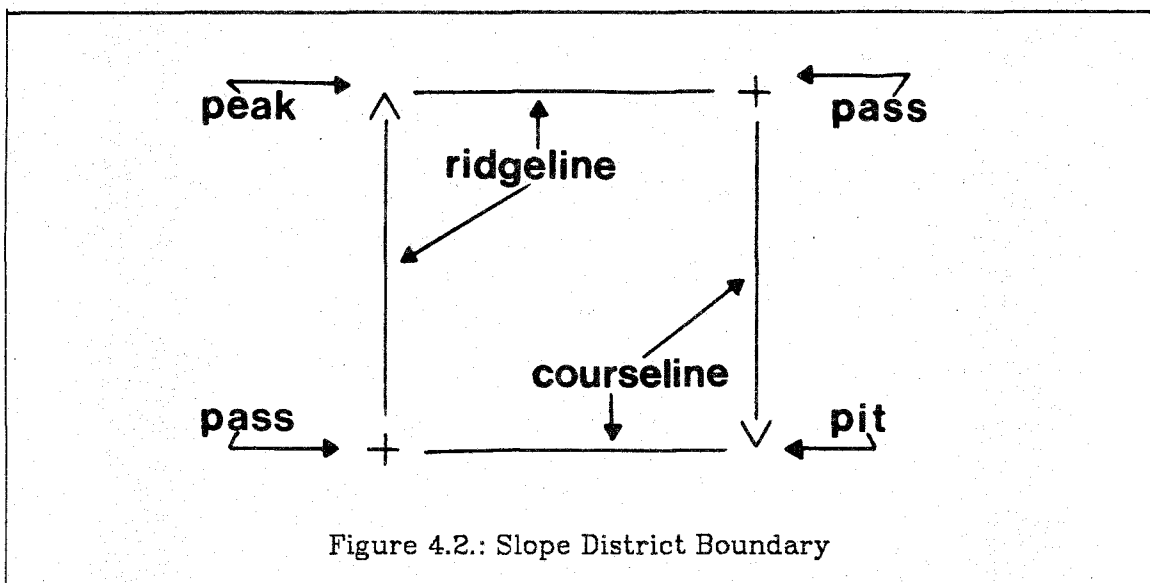 peak
pass
ridgeline
courseline
pass
pit
Figure 4.2.: Slope District Boundary